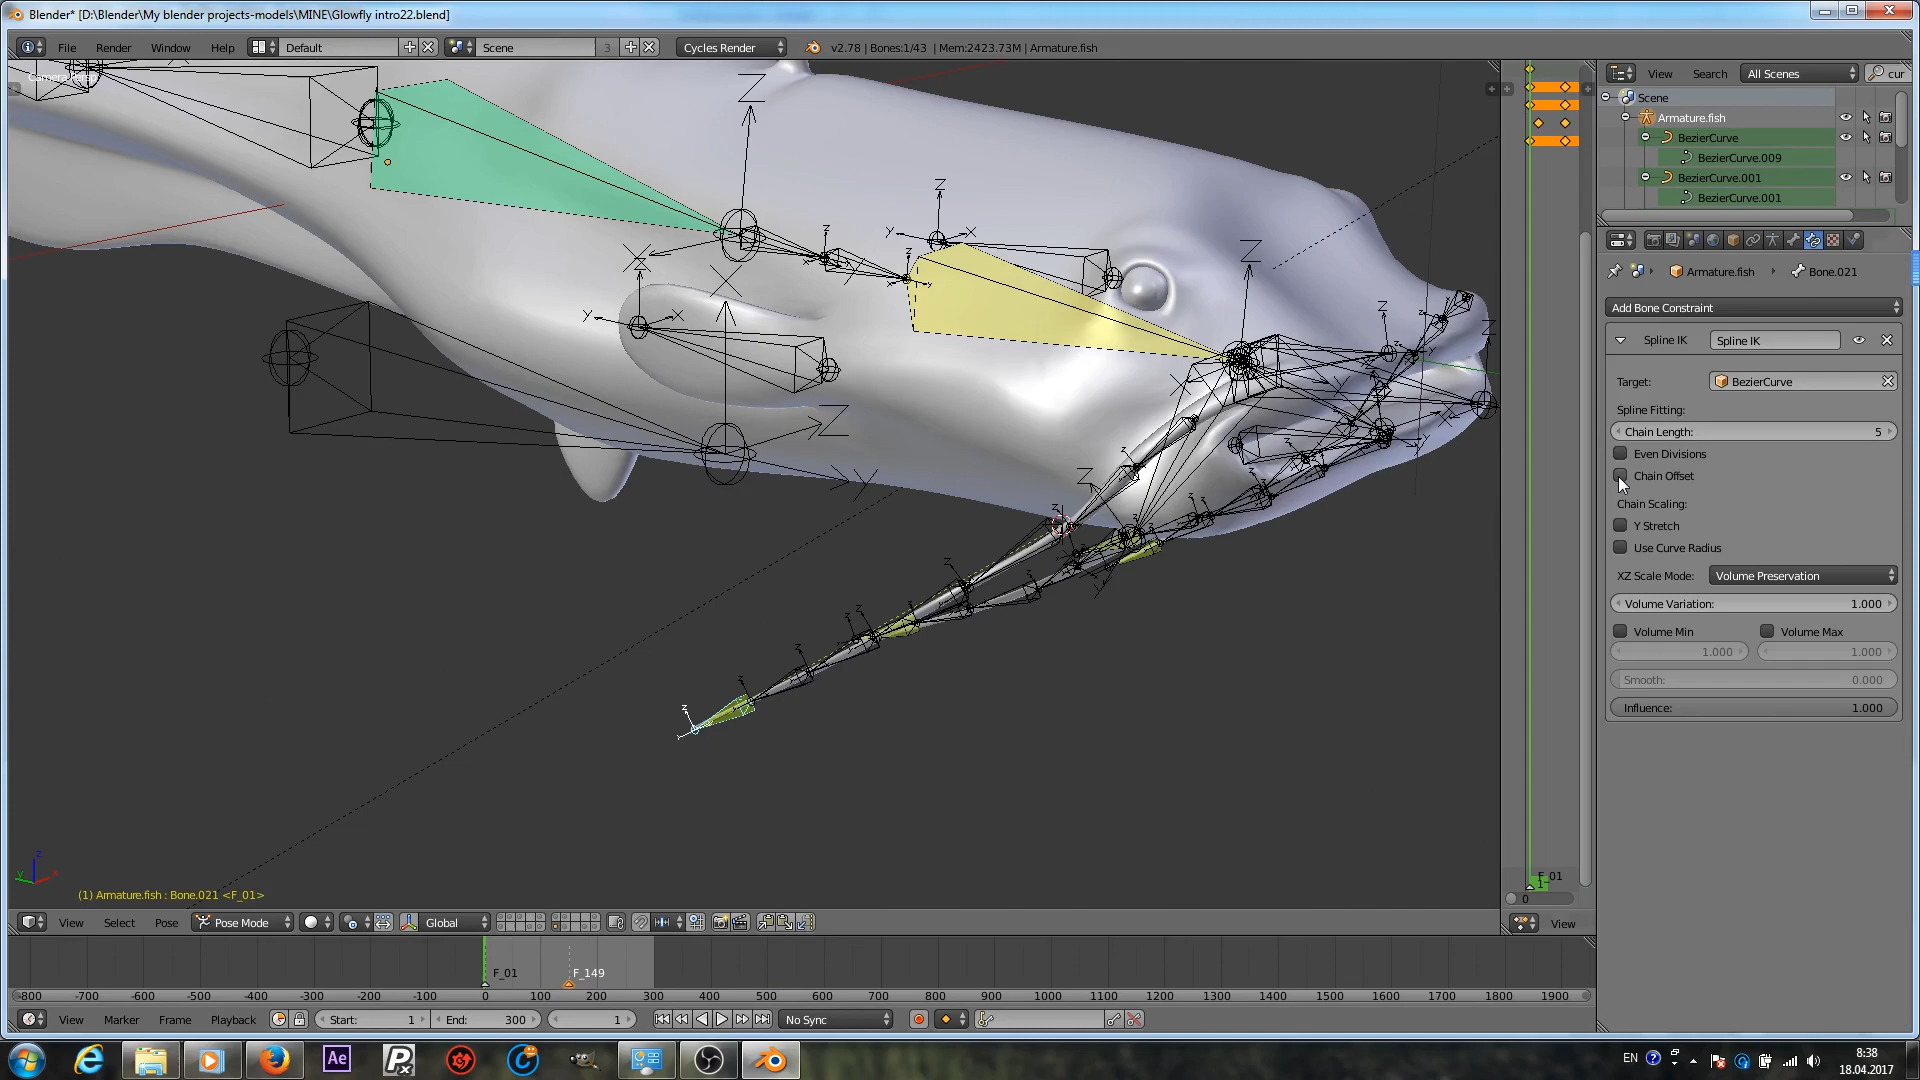 Blender* [D:\Blender\My blender projects-models\MINE\Glowfly intro22.blend]
File Render Window Help Default Scene 3 Cycles Render v2.78 | Bones:1/43 | Mem:2423.73M | Armature.fish
View Search All Scenes cur
Scene
Armature.fish
BezierCurve
BezierCurve.009
BezierCurve.001
BezierCurve.001
Armature.fish Bone.021
Add Bone Constraint
Spline IK Spline IK
Target: BezierCurve
Spline Fitting:
Chain Length: 5
Even Divisions
Chain Offset
Chain Scaling:
Y Stretch
Use Curve Radius
XZ Scale Mode: Volume Preservation
Volume Variation: 1.000
Volume Min Volume Max
1.000 1.000
Smooth: 0.000
Influence: 1.000
(1) Armature.fish : Bone.021 <F_01>
F_01
0
View Select Pose Pose Mode Global View
F_01 F_149
-800 -700 -600 -500 -400 -300 -200 -100 0 100 200 300 400 500 600 700 800 900 1000 1100 1200 1300 1400 1500 1600 1700 1800 1900
View Marker Frame Playback Start: 1 End: 300 1 No Sync
Ae
EN 8:38
18.04.2017